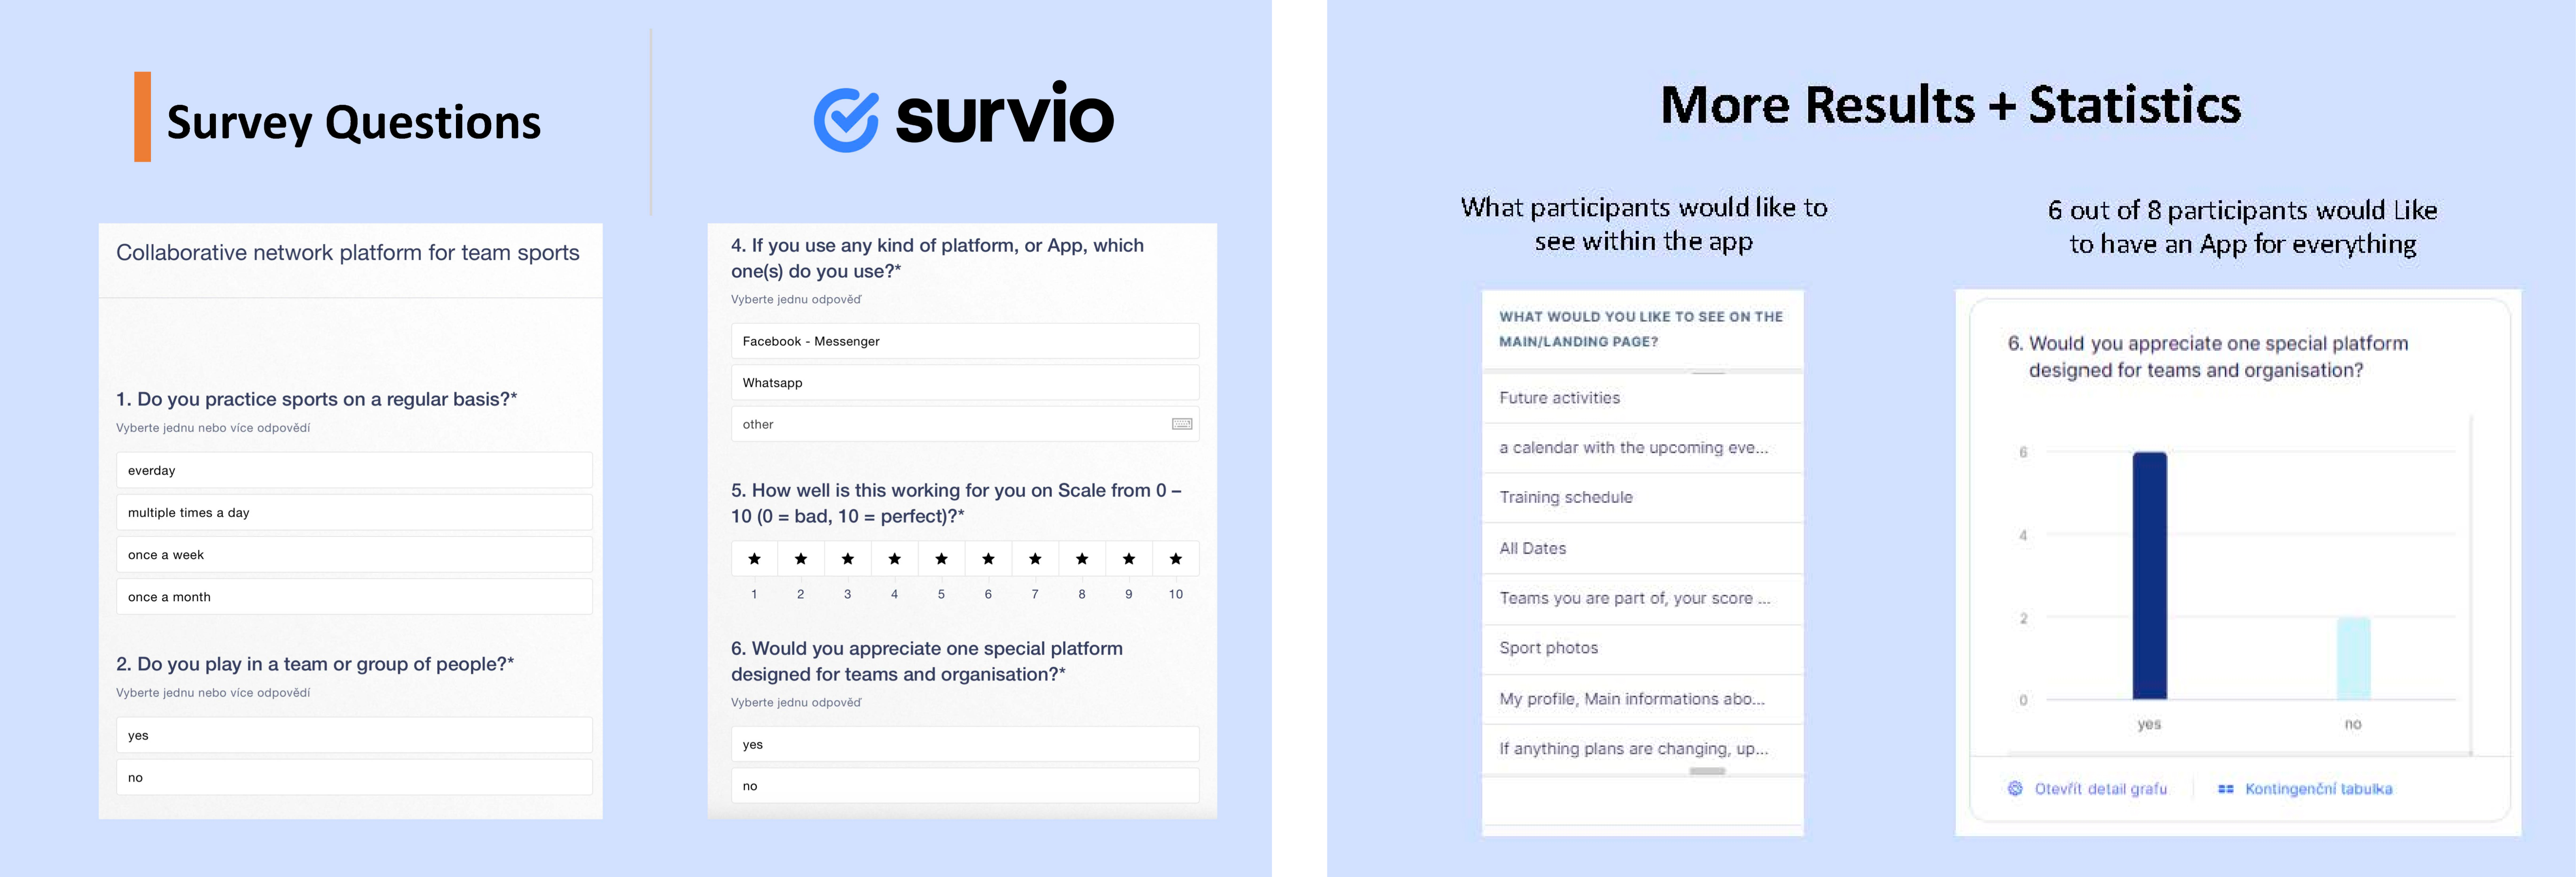 Survey Questions
survio
Collaborative network platform for team sports
1. Do you practice sports on a regular basis?*
Vyberte jednu nebo více odpovědí
everday
multiple times a day
once a week
once a month
2. Do you play in a team or group of people?*
Vyberte jednu nebo více odpovědí
yes
no
4. If you use any kind of platform, or App, which
one(s) do you use?*
Vyberte jednu odpověď
Facebook - Messenger
Whatsapp
other
5. How well is this working for you on Scale from 0 –
10 (0 = bad, 10 = perfect)?*
1 2 3 4 5 6 7 8 9 10
6. Would you appreciate one special platform
designed for teams and organisation?*
Vyberte jednu odpověď
yes
no
More Results + Statistics
What participants would like to
see within the app
WHAT WOULD YOU LIKE TO SEE ON THE
MAIN/LANDING PAGE?
Future activities
a calendar with the upcoming eve...
Training schedule
All Dates
Teams you are part of, your score ...
Sport photos
My profile, Main informations abo...
If anything plans are changing, up...
6 out of 8 participants would Like
to have an App for everything
6. Would you appreciate one special platform
designed for teams and organisation?
6
4
2
0
yes no
Otevřít detail grafu
Kontingenční tabulka